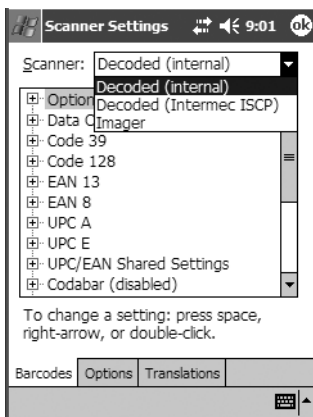 Scanner Settings 9:01 ok
Scanner: Decoded (internal)
Decoded (internal)
Decoded (Intermec ISCP)
Imager
Option
Data C
Code 39
Code 128
EAN 13
EAN 8
UPC A
UPC E
UPC/EAN Shared Settings
Codabar (disabled)
To change a setting: press space,
right-arrow, or double-click.
Barcodes Options Translations